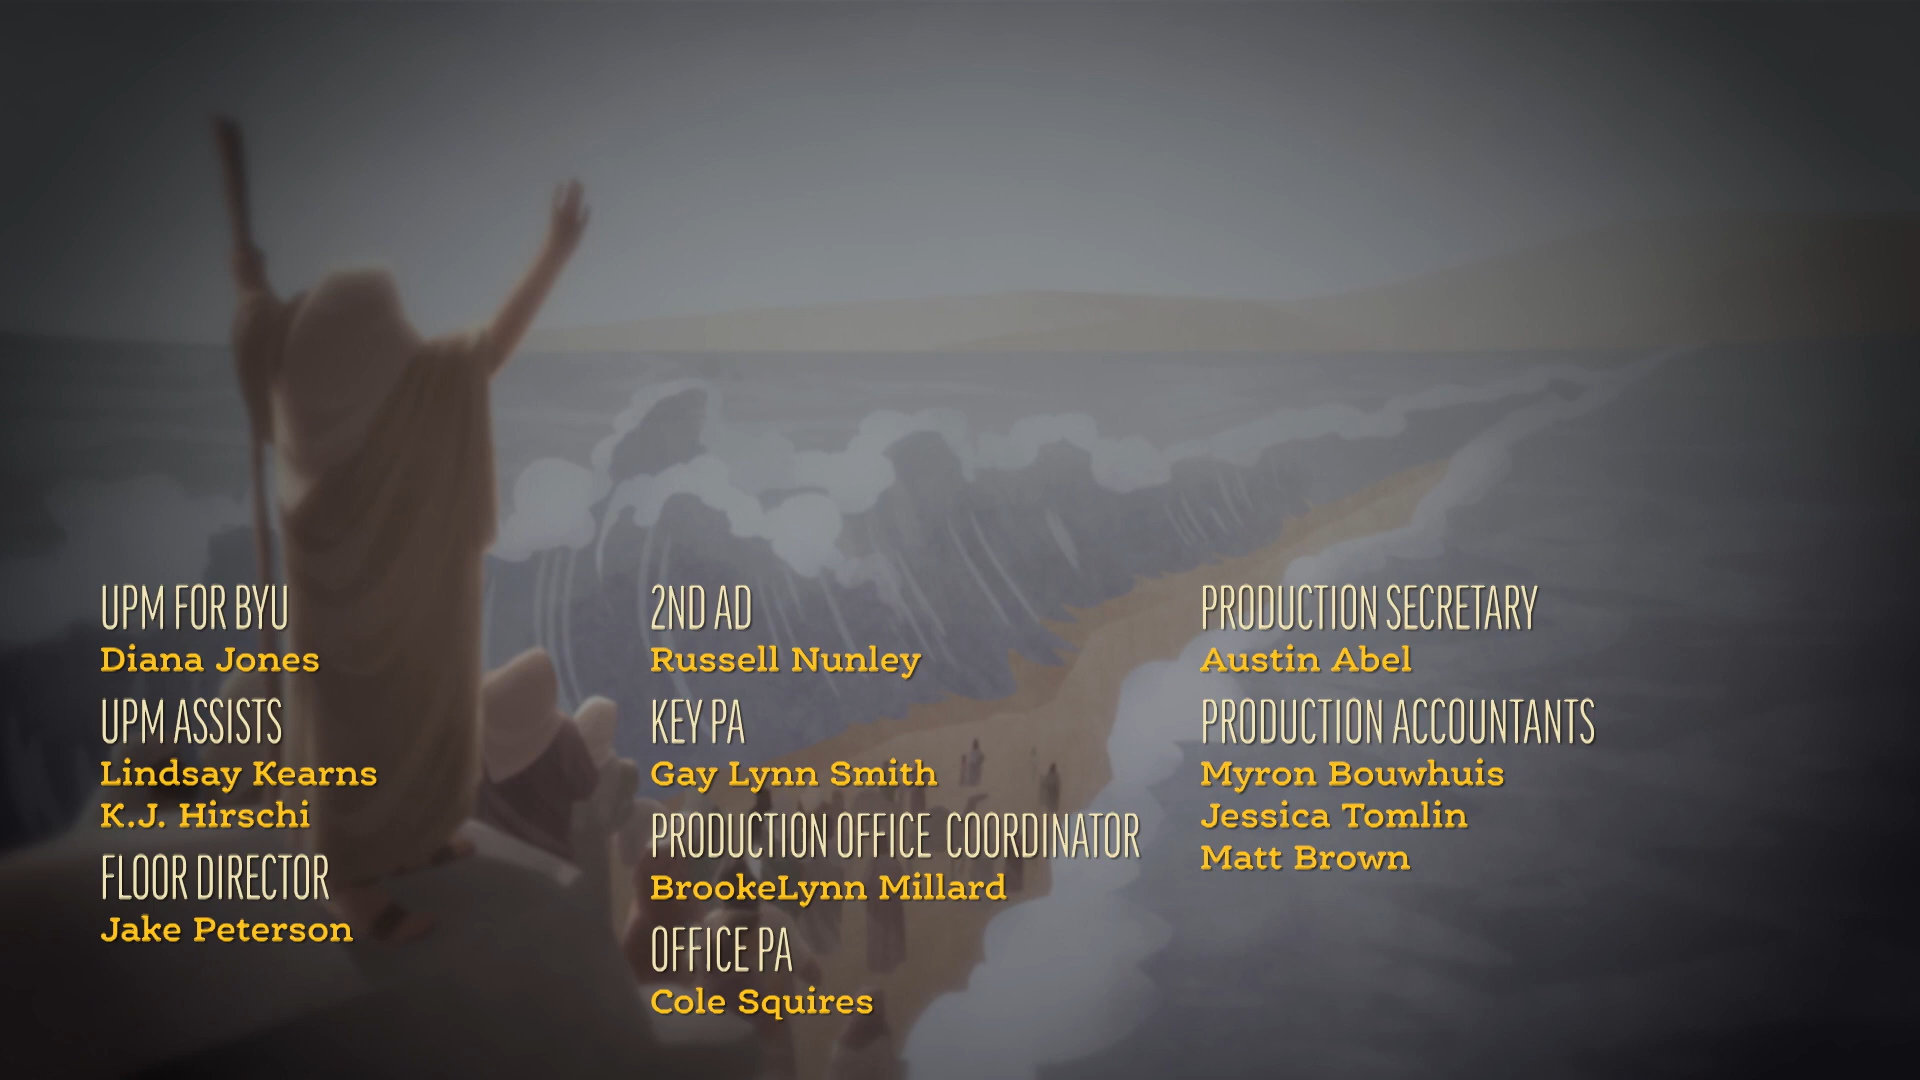 UPM FOR BYU
Diana Jones
UPM ASSISTS
Lindsay Kearns
K.J. Hirschi
FLOOR DIRECTOR
Jake Peterson
2ND AD
Russell Nunley
KEY PA
Gay Lynn Smith
PRODUCTION OFFICE COORDINATOR
BrookeLynn Millard
OFFICE PA
Cole Squires
PRODUCTION SECRETARY
Austin Abel
PRODUCTION ACCOUNTANTS
Myron Bouwhuis
Jessica Tomlin
Matt Brown